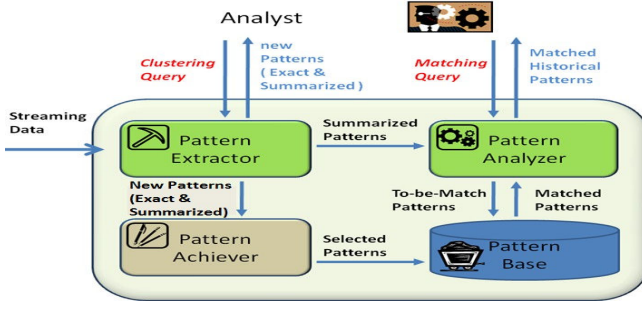 Analyst
Clustering
Query
new
Patterns
( Exact &
Summarized )
Matching
Query
Matched
Historical
Patterns
Streaming
Data
Pattern
Extractor
Summarized
Patterns
Pattern
Analyzer
New Patterns
(Exact &
Summarized)
To-be-Match
Patterns
Matched
Patterns
Pattern
Achiever
Selected
Patterns
Pattern
Base